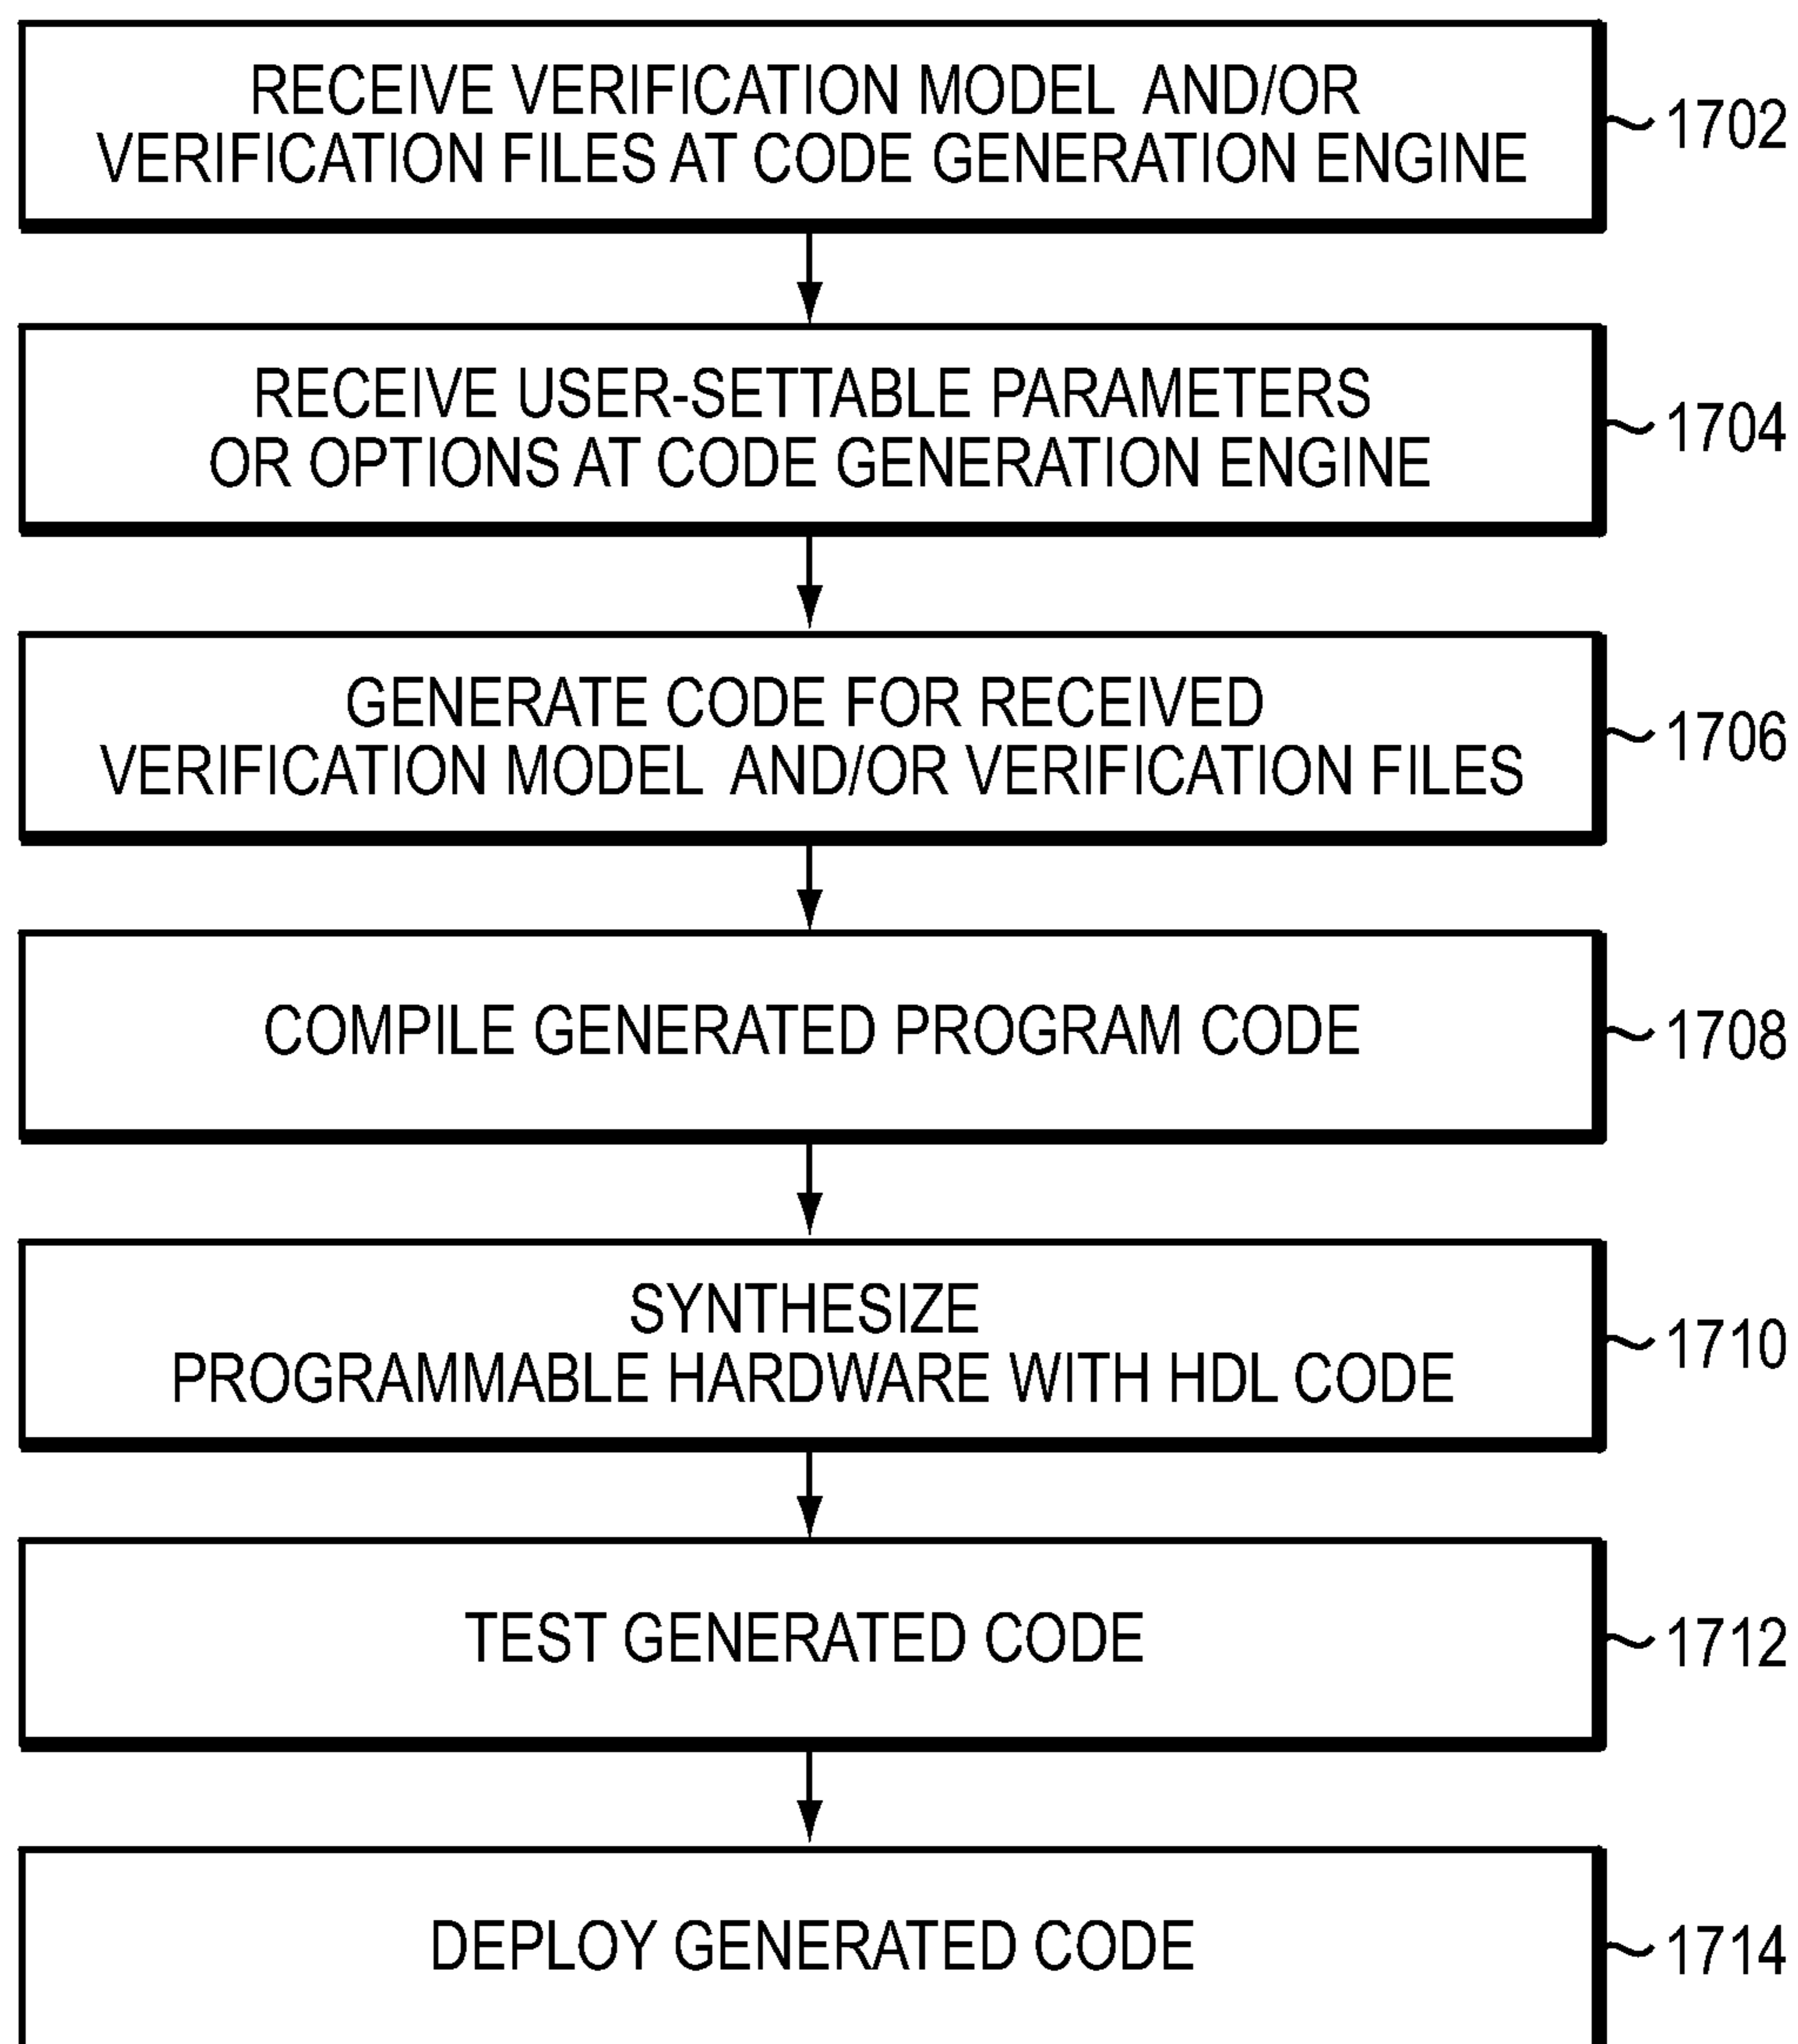 RECEIVE VERIFICATION MODEL AND/OR
VERIFICATION FILES AT CODE GENERATION ENGINE
1702
RECEIVE USER-SETTABLE PARAMETERS
OR OPTIONS AT CODE GENERATION ENGINE
1704
GENERATE CODE FOR RECEIVED
VERIFICATION MODEL AND/OR VERIFICATION FILES
1706
COMPILE GENERATED PROGRAM CODE
1708
SYNTHESIZE
PROGRAMMABLE HARDWARE WITH HDL CODE
1710
TEST GENERATED CODE
1712
DEPLOY GENERATED CODE
1714